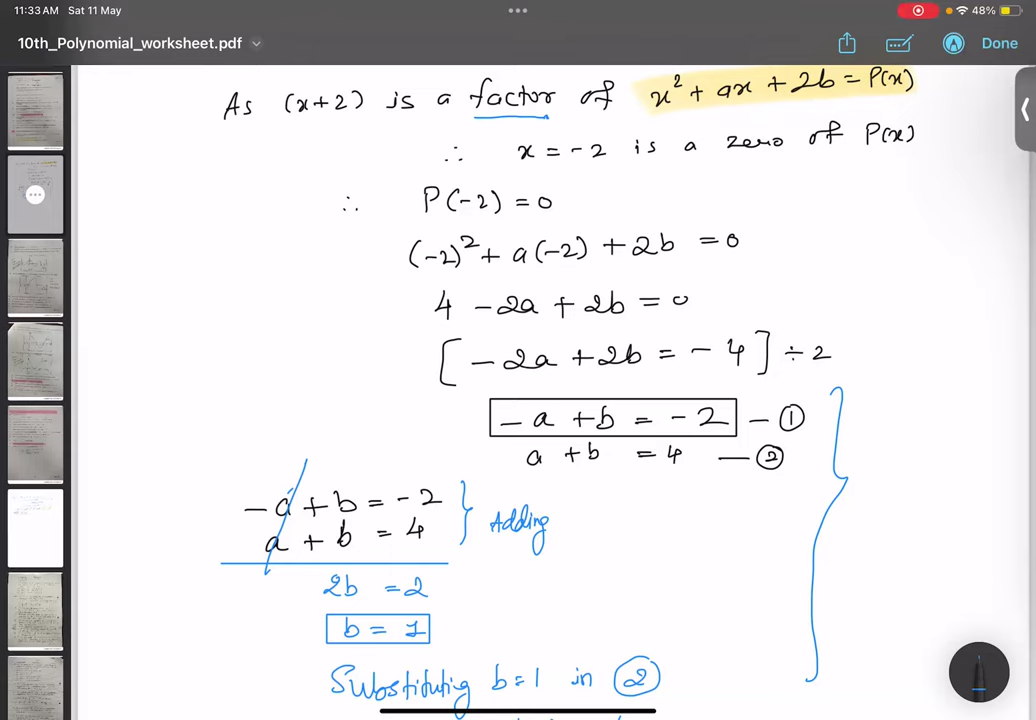 11:33 AM Sat 11 May
48%
10th_Polynomial_worksheet.pdf
Done
As (x+2) is a factor of x² + ax + 2b = P(x)
∴ x = -2 is a zero of P(x)
∴ P(-2) = 0
(-2)² + a(-2) + 2b = 0
4 - 2a + 2b = 0
[ - 2a + 2b = - 4 ] ÷ 2
- a + b = - 2 — ①
a + b = 4 — ②
- a + b = - 2
a + b = 4
Adding
2b = 2
b = 1
Substituting b = 1 in ②